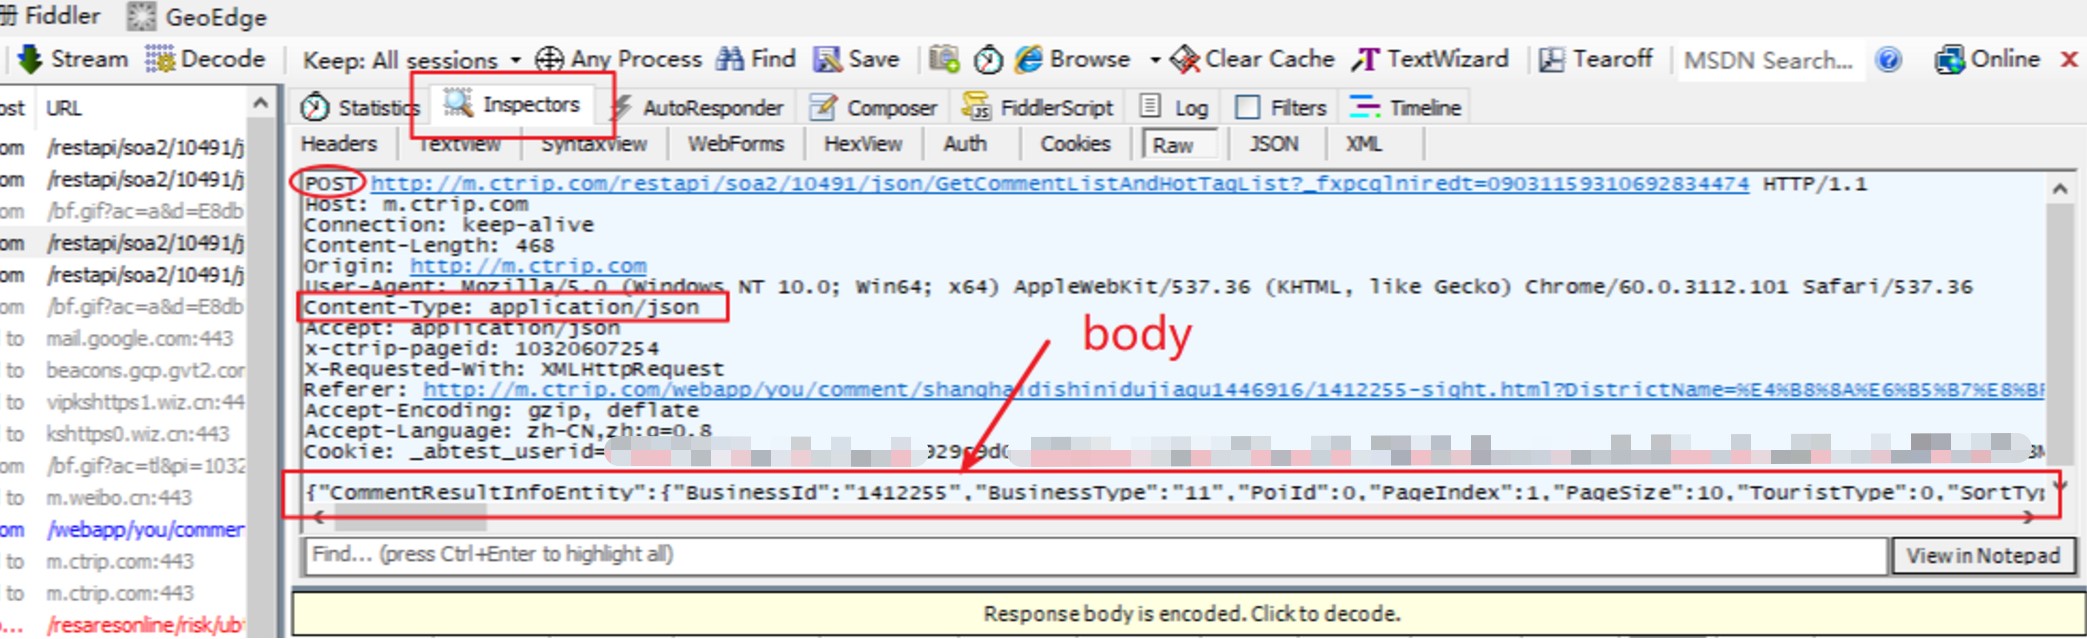 Fiddler GeoEdge
Stream Decode Keep: All sessions Any Process Find Save Browse Clear Cache TextWizard Tearoff MSDN Search... Online X
ost URL
Statistics Inspectors AutoResponder Composer FiddlerScript Log Filters Timeline
Headers TextView SyntaxView WebForms HexView Auth Cookies Raw JSON XML
om /restapi/soa2/10491/j
om /restapi/soa2/10491/j
om /bf.gif?ac=a&d=E8db
om /restapi/soa2/10491/j
om /restapi/soa2/10491/j
om /bf.gif?ac=a&d=E8db
to mail.google.com:443
to beacons.gcp.gvt2.cor
to vipkshttps1.wiz.cn:44
to kshttps0.wiz.cn:443
om /bf.gif?ac=tl&pi=1032
to m.weibo.cn:443
om /webapp/you/commer
to m.ctrip.com:443
to m.ctrip.com:443
o... /resaresonline/risk/ub
POST http://m.ctrip.com/restapi/soa2/10491/json/GetCommentListAndHotTagList?_fxpcqlniredt=09031159310692834474 HTTP/1.1
Host: m.ctrip.com
Connection: keep-alive
Content-Length: 468
Origin: http://m.ctrip.com
User-Agent: Mozilla/5.0 (Windows NT 10.0; Win64; x64) AppleWebKit/537.36 (KHTML, like Gecko) Chrome/60.0.3112.101 Safari/537.36
Content-Type: application/json
Accept: application/json
x-ctrip-pageid: 10320607254
X-Requested-With: XMLHttpRequest
Referer: http://m.ctrip.com/webapp/you/comment/shanghaidishinidujiaqu1446916/1412255-sight.html?DistrictName=%E4%B8%8A%E6%B5%B7%E8%BF
Accept-Encoding: gzip, deflate
Accept-Language: zh-CN,zh;q=0.8
Cookie: _abtest_userid=
body
{"CommentResultInfoEntity":{"BusinessId":"1412255","BusinessType":"11","PoiId":0,"PageIndex":1,"PageSize":10,"TouristType":0,"SortTy
Find... (press Ctrl+Enter to highlight all) View in Notepad
Response body is encoded. Click to decode.